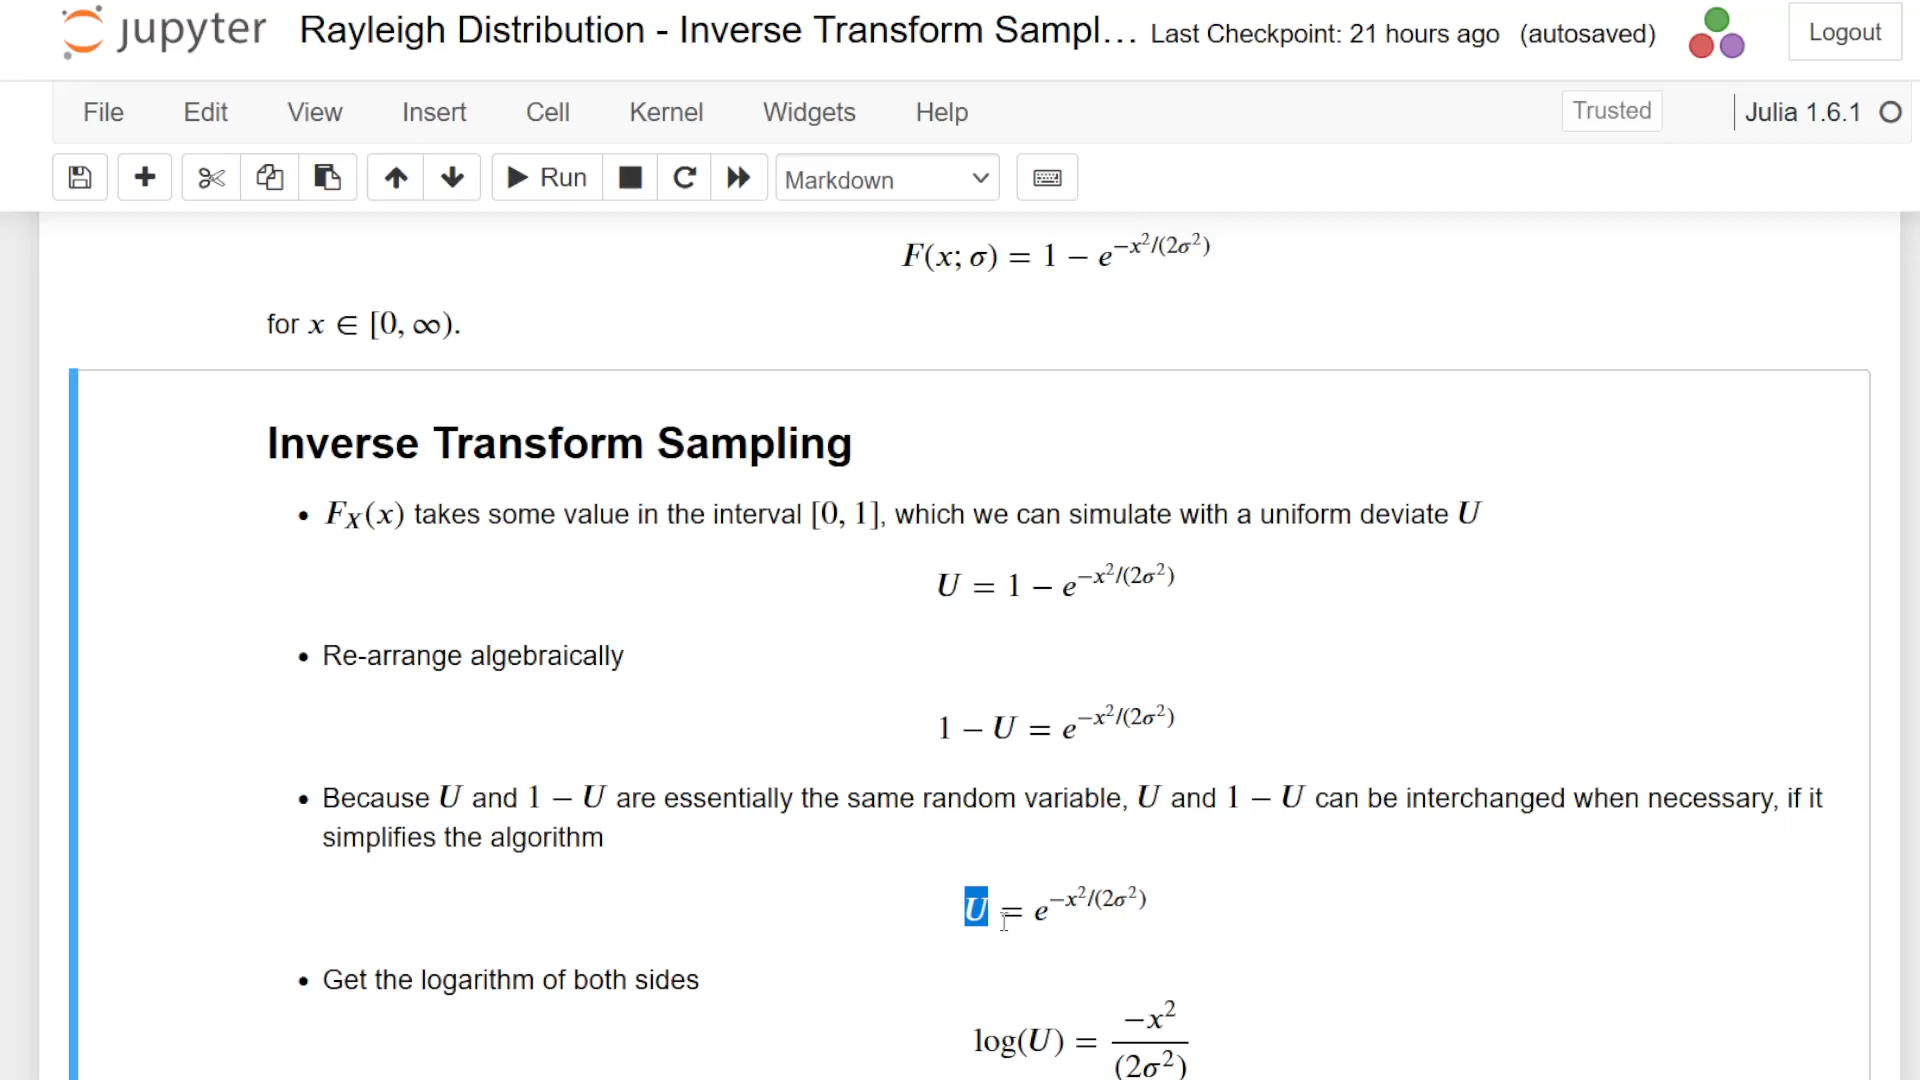 jupyter Rayleigh Distribution - Inverse Transform Sampl... Last Checkpoint: 21 hours ago (autosaved) Logout
File Edit View Insert Cell Kernel Widgets Help Trusted Julia 1.6.1
Run Markdown
F(x; σ) = 1 − e^{−x²/(2σ²)}
for x ∈ [0, ∞).
Inverse Transform Sampling
• F_X(x) takes some value in the interval [0, 1], which we can simulate with a uniform deviate U
U = 1 − e^{−x²/(2σ²)}
• Re-arrange algebraically
1 − U = e^{−x²/(2σ²)}
• Because U and 1 − U are essentially the same random variable, U and 1 − U can be interchanged when necessary, if it
simplifies the algorithm
U = e^{−x²/(2σ²)}
• Get the logarithm of both sides
log(U) = −x² / (2σ²)